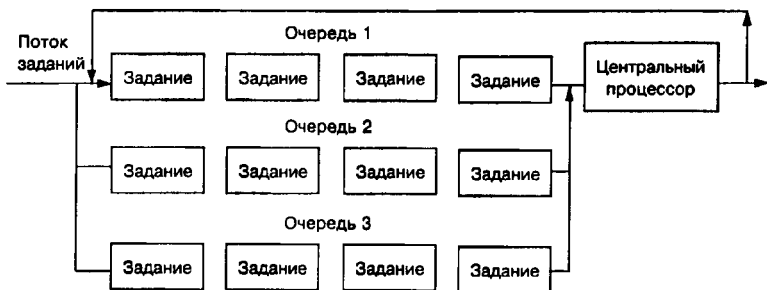 Очередь 1
Поток
заданий
Задание Задание Задание Задание
Центральный
процессор
Очередь 2
Задание Задание Задание Задание
Очередь 3
Задание Задание Задание Задание